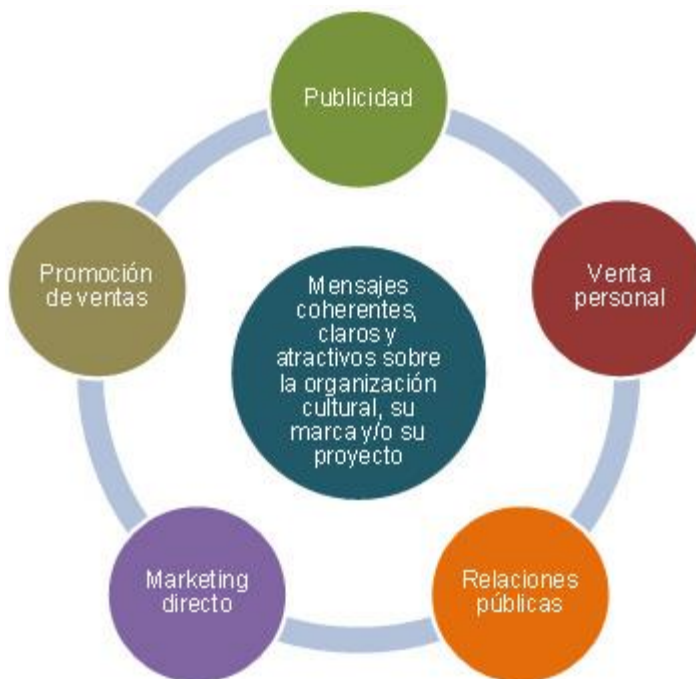 Publicidad
Venta
personal
Relaciones
públicas
Marketing
directo
Promoción
de ventas
Mensajes
coherentes,
claros y
atractivos sobre
la organización
cultural, su
marca y/o su
proyecto